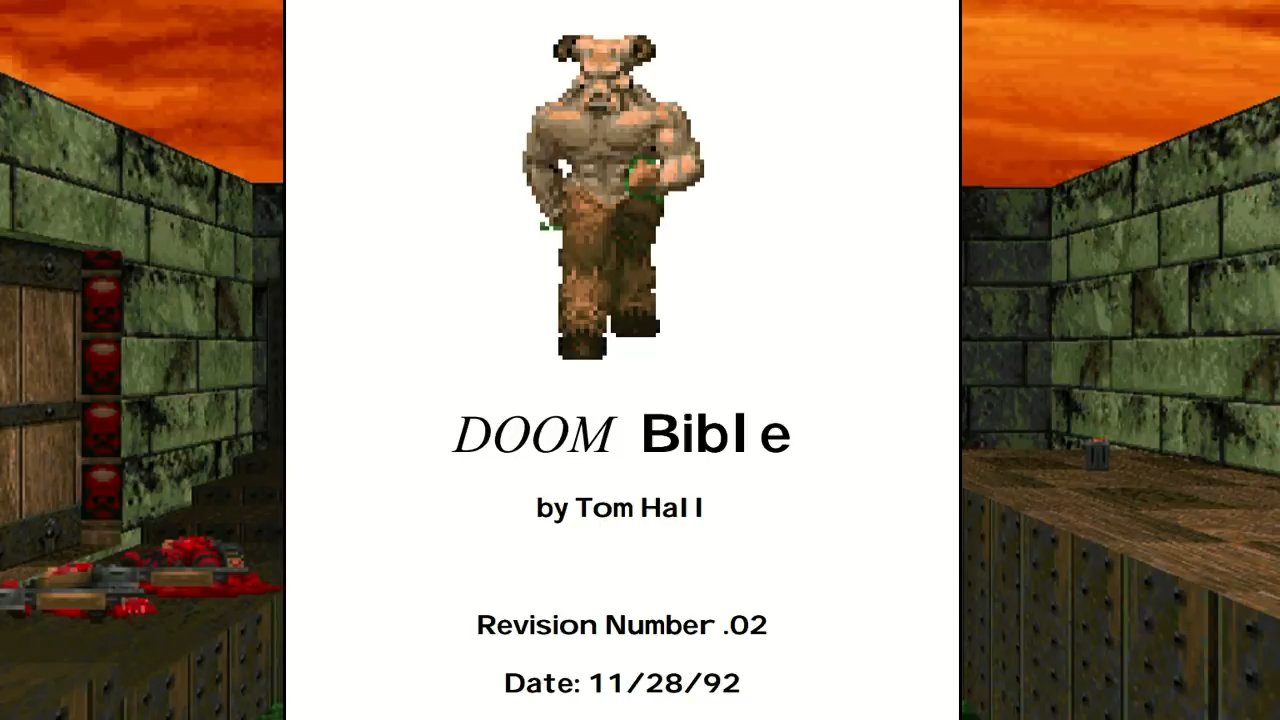 DOOM Bible
by Tom Hall
Revision Number .02
Date: 11/28/92